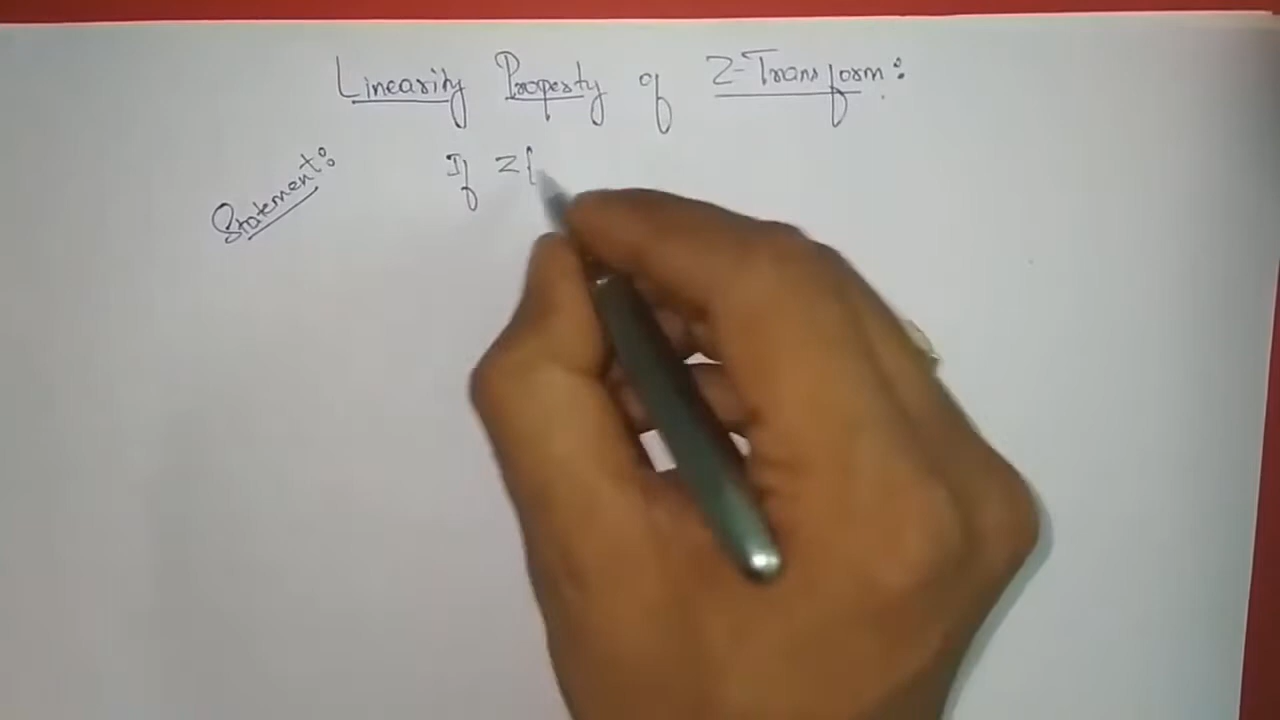 Linearity Property of Z-Transform:
Statement:
If Z{